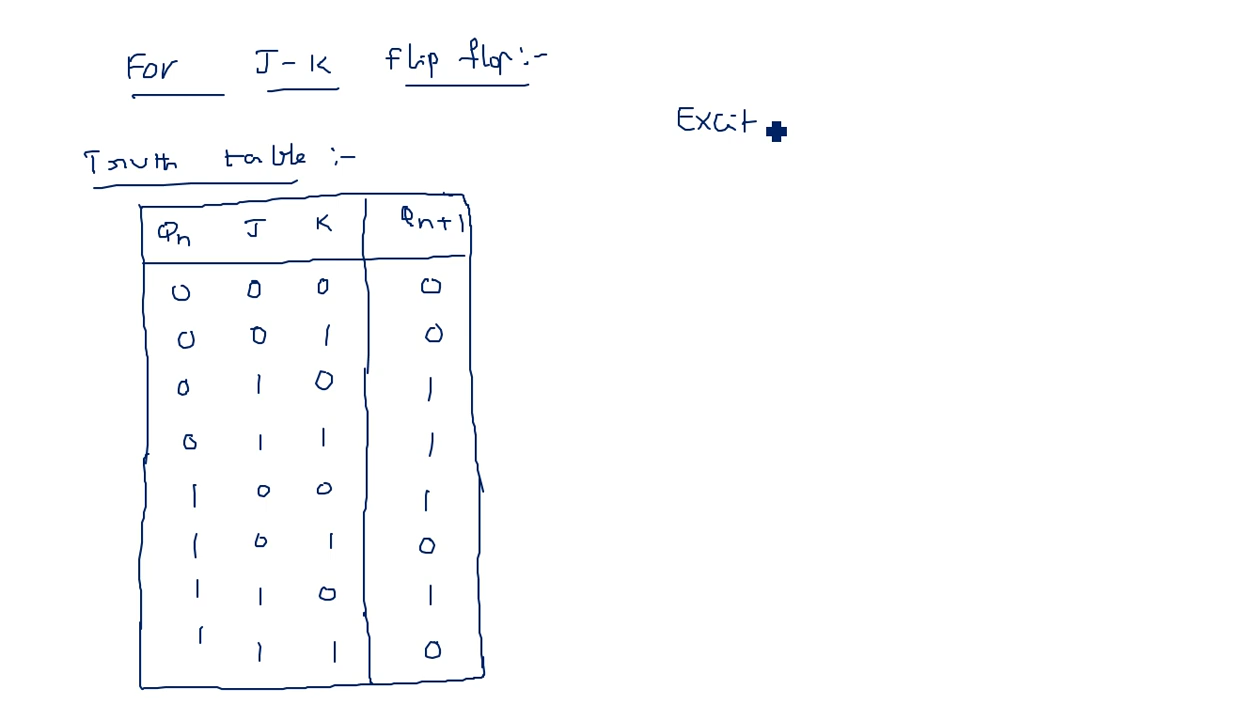 For J-K flip flop:-
Excit
Truth table :-
Qn J K Qn+1
0 0 0 0
0 0 1 0
0 1 0 1
0 1 1 1
1 0 0 1
1 0 1 0
1 1 0 1
1 1 1 0